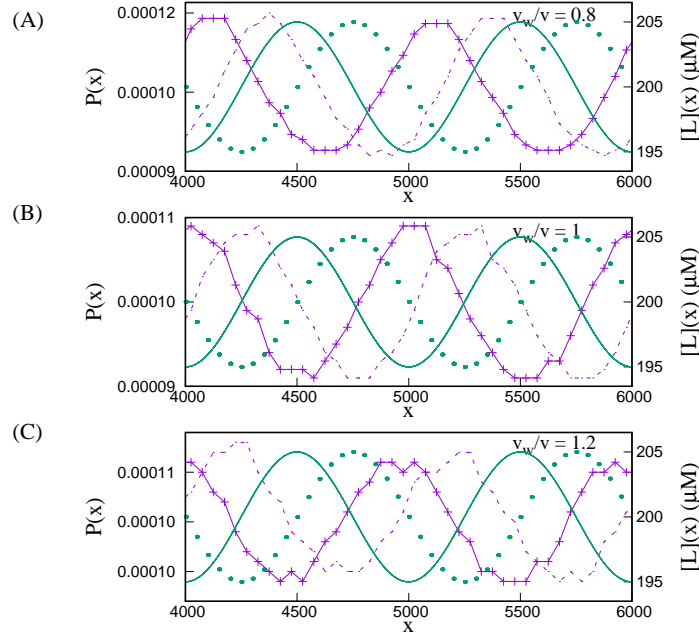 (A)
0.00012
0.00010
0.00009
P(x)
v_w/v = 0.8
205
200
195
[L](x) (μM)
4000 4500 5000 5500 6000
x
(B)
0.00011
0.00010
0.00009
P(x)
v_w/v = 1
205
200
195
[L](x) (μM)
4000 4500 5000 5500 6000
x
(C)
0.00011
0.00010
0.00010
P(x)
v_w/v = 1.2
205
200
195
[L](x) (μM)
4000 4500 5000 5500 6000
x